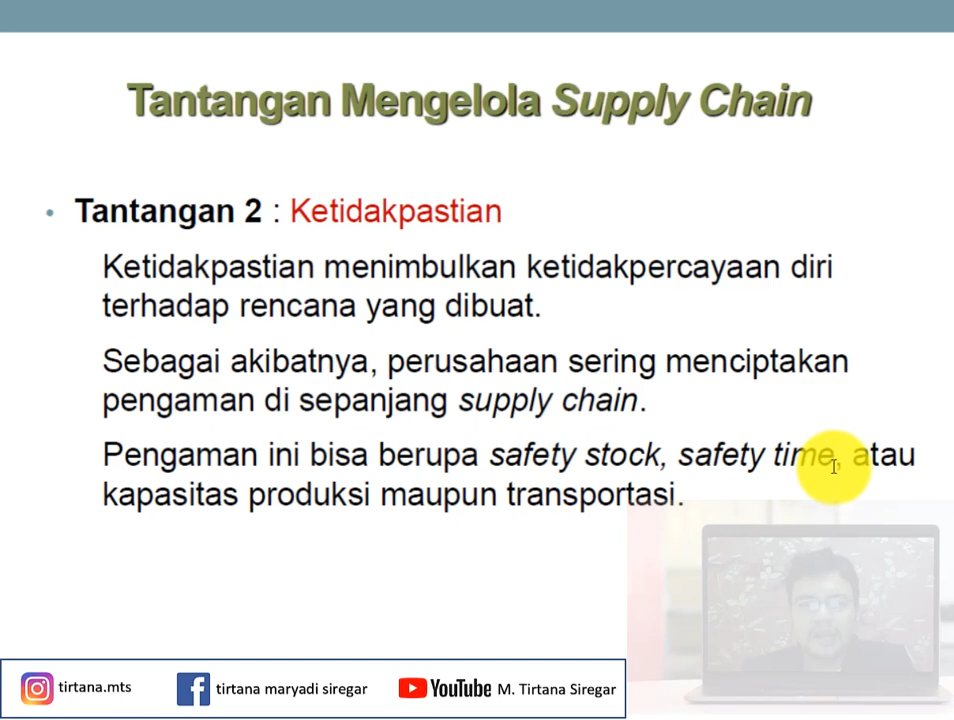 Tantangan Mengelola Supply Chain
• Tantangan 2 : Ketidakpastian
Ketidakpastian menimbulkan ketidakpercayaan diri
terhadap rencana yang dibuat.
Sebagai akibatnya, perusahaan sering menciptakan
pengaman di sepanjang supply chain.
Pengaman ini bisa berupa safety stock, safety time, atau
kapasitas produksi maupun transportasi.
tirtana.mts
tirtana maryadi siregar
YouTube M. Tirtana Siregar